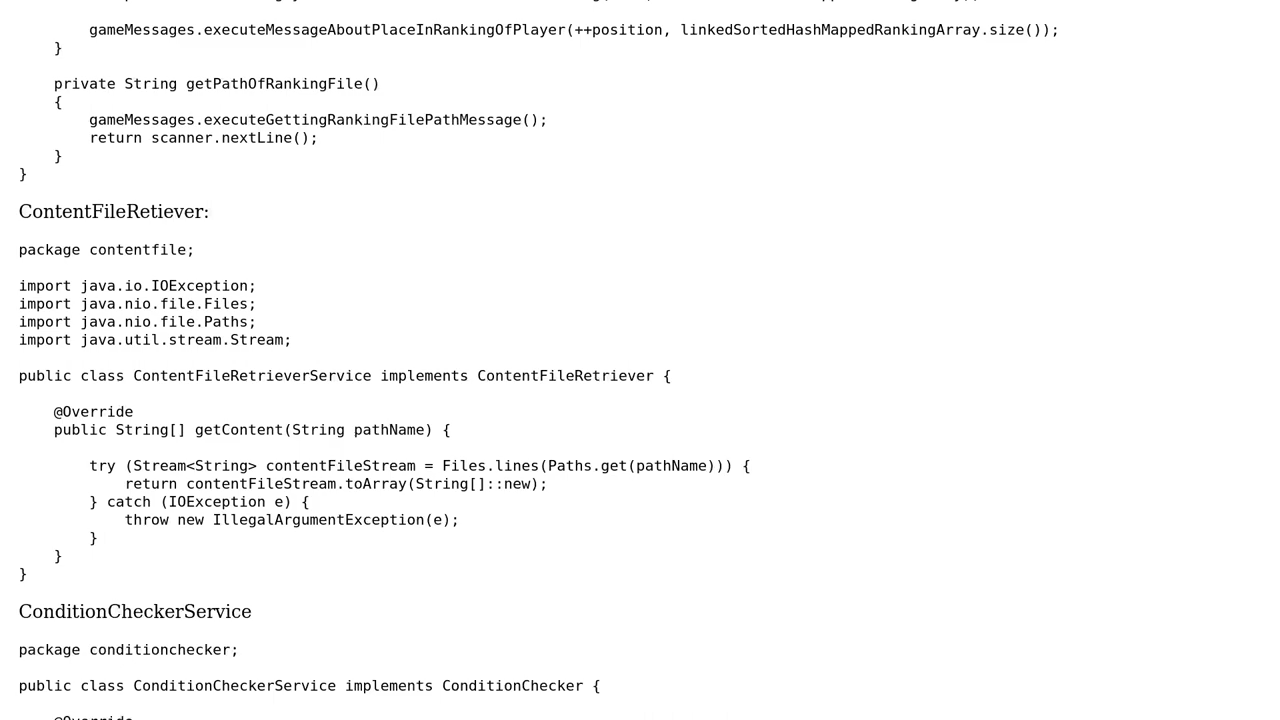 gameMessages.executeMessageAboutPlaceInRankingOfPlayer(++position, linkedSortedHashMappedRankingArray.size());
    }

    private String getPathOfRankingFile()
    {
        gameMessages.executeGettingRankingFilePathMessage();
        return scanner.nextLine();
    }
}
ContentFileRetiever:
package contentfile;

import java.io.IOException;
import java.nio.file.Files;
import java.nio.file.Paths;
import java.util.stream.Stream;

public class ContentFileRetrieverService implements ContentFileRetriever {

    @Override
    public String[] getContent(String pathName) {

        try (Stream<String> contentFileStream = Files.lines(Paths.get(pathName))) {
            return contentFileStream.toArray(String[]::new);
        } catch (IOException e) {
            throw new IllegalArgumentException(e);
        }
    }
}
ConditionCheckerService
package conditionchecker;

public class ConditionCheckerService implements ConditionChecker {

    @Override